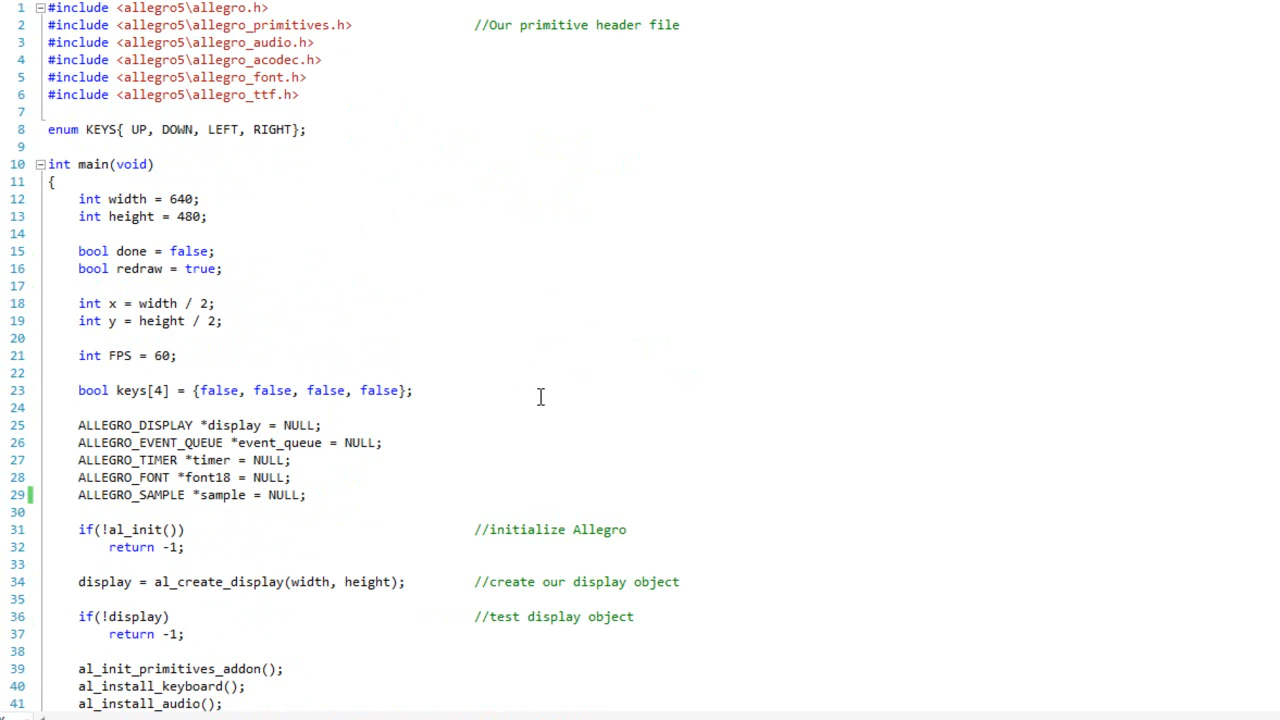 1 #include <allegro5\allegro.h>
2 #include <allegro5\allegro_primitives.h> //Our primitive header file
3 #include <allegro5\allegro_audio.h>
4 #include <allegro5\allegro_acodec.h>
5 #include <allegro5\allegro_font.h>
6 #include <allegro5\allegro_ttf.h>
7
8 enum KEYS{ UP, DOWN, LEFT, RIGHT};
9
10 int main(void)
11 {
12 int width = 640;
13 int height = 480;
14
15 bool done = false;
16 bool redraw = true;
17
18 int x = width / 2;
19 int y = height / 2;
20
21 int FPS = 60;
22
23 bool keys[4] = {false, false, false, false};
24
25 ALLEGRO_DISPLAY *display = NULL;
26 ALLEGRO_EVENT_QUEUE *event_queue = NULL;
27 ALLEGRO_TIMER *timer = NULL;
28 ALLEGRO_FONT *font18 = NULL;
29 ALLEGRO_SAMPLE *sample = NULL;
30
31 if(!al_init()) //initialize Allegro
32 return -1;
33
34 display = al_create_display(width, height); //create our display object
35
36 if(!display) //test display object
37 return -1;
38
39 al_init_primitives_addon();
40 al_install_keyboard();
41 al_install_audio();